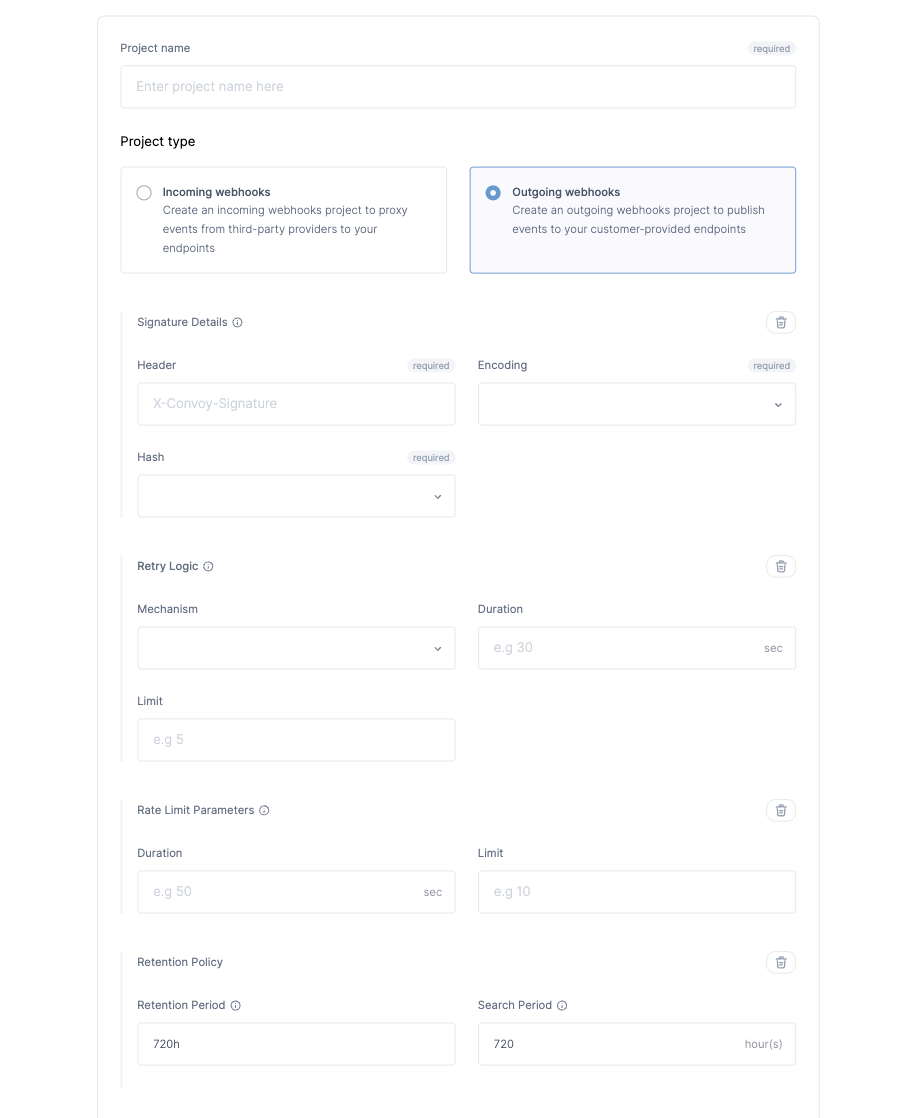 Project name required
Enter project name here
Project type
Incoming webhooks
Create an incoming webhooks project to proxy
events from third-party providers to your
endpoints
Outgoing webhooks
Create an outgoing webhooks project to publish
events to your customer-provided endpoints
Signature Details
Header required
X-Convoy-Signature
Encoding required
Hash required
Retry Logic
Mechanism
Duration
e.g 30 sec
Limit
e.g 5
Rate Limit Parameters
Duration
e.g 50 sec
Limit
e.g 10
Retention Policy
Retention Period
720h
Search Period
720 hour(s)